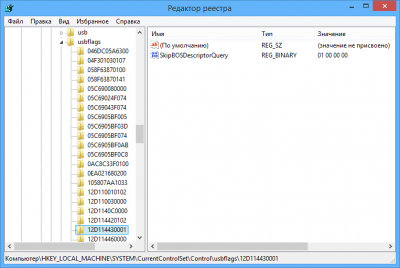 Редактор реестра
Файл Правка Вид Избранное Справка
usb
usbflags
046DC05A6300
04F301030107
058F63870100
058F63870141
05C690080000
05C69024F074
05C69043F074
05C6905BF005
05C6905BF03D
05C6905BF074
05C6905BF0AB
05C6905BF0C8
0AC8C33F0100
0EA021680200
105807AA1033
12D110010102
12D110030000
12D1140C0000
12D114420102
12D114430001
12D114460000
Имя Тип Значение
(По умолчанию) REG_SZ (значение не присвоено)
SkipBOSDescriptorQuery REG_BINARY 01 00 00 00
Компьютер\HKEY_LOCAL_MACHINE\SYSTEM\CurrentControlSet\Control\usbflags\12D114430001